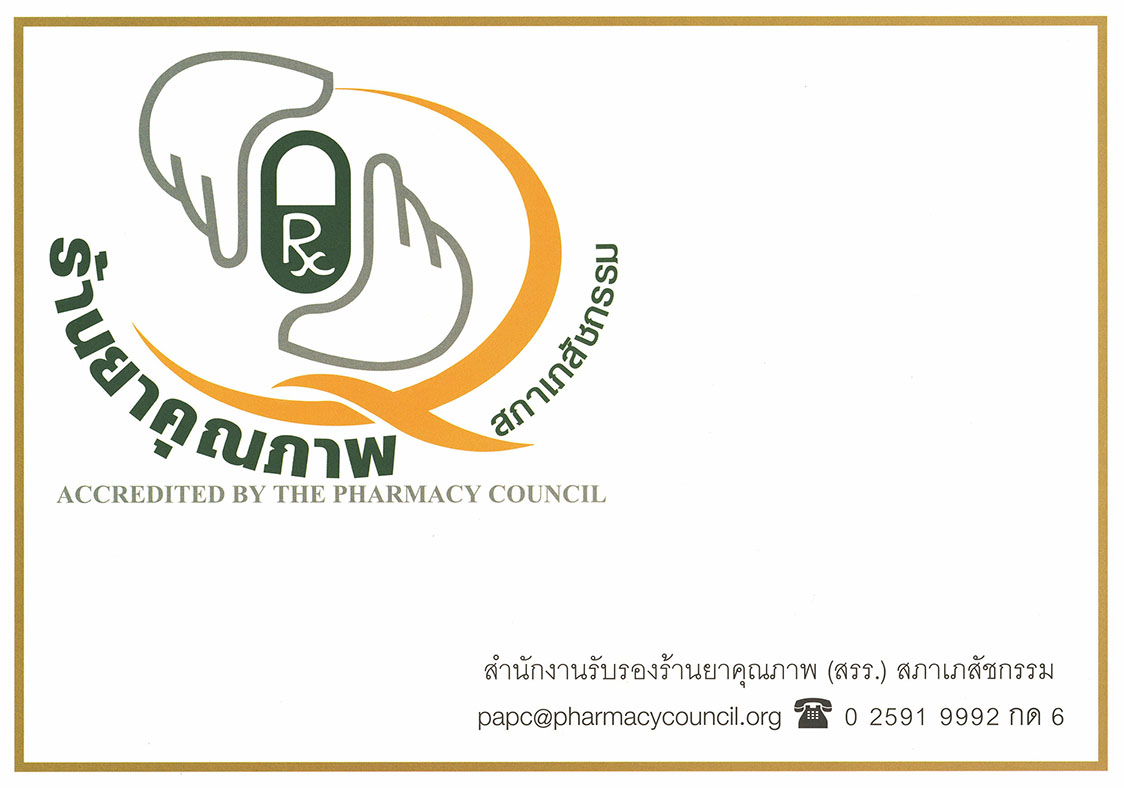 Rx
ร้านยาคุณภาพ
สภาเภสัชกรรม
ACCREDITED BY THE PHARMACY COUNCIL
สำนักงานรับรองร้านยาคุณภาพ (สรร.) สภาเภสัชกรรม
papc@pharmacycouncil.org ☎ 0 2591 9992 กด 6